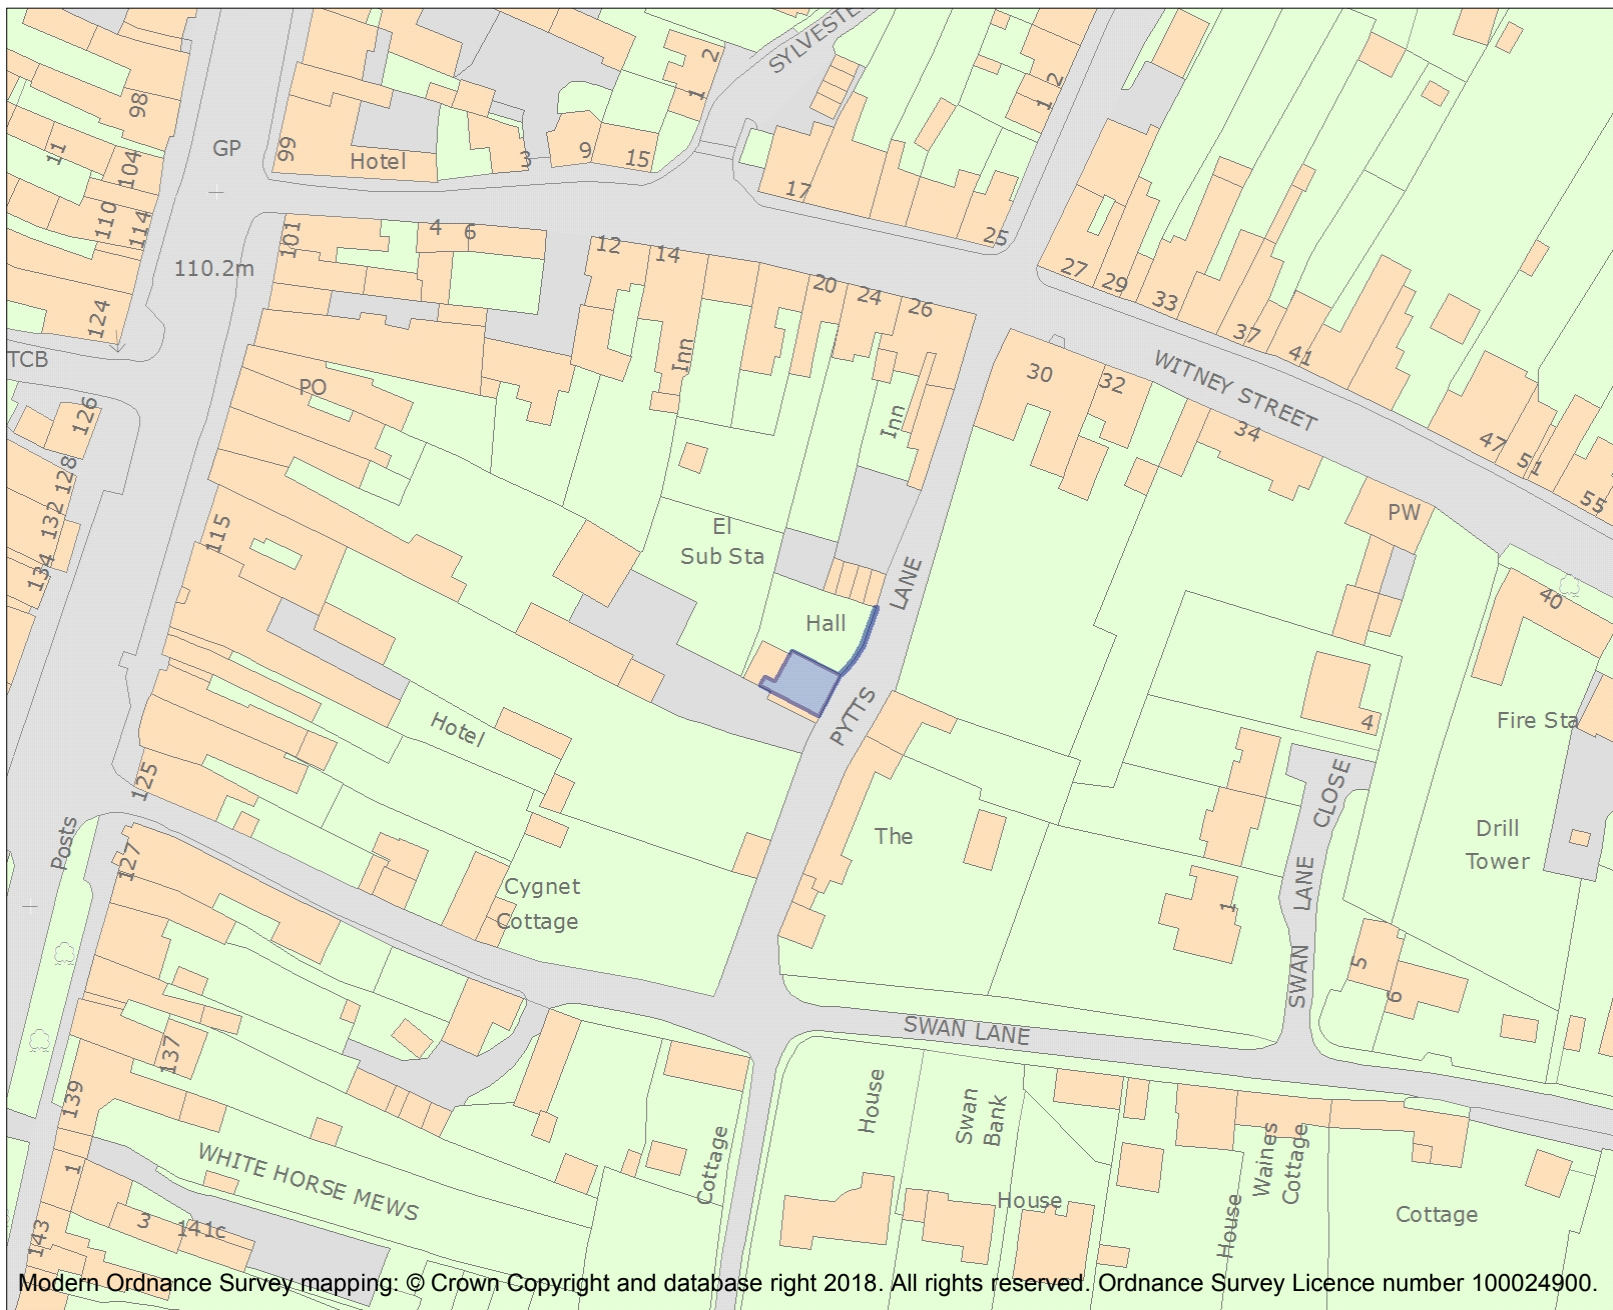 SYLVESTE
98
11
104
110
114
124
GP
99
Hotel
3
9
15
2
1
17
25
1 2
101
4
6
110.2m
12
14
20
24
26
27
29
33
37
41
WITNEY STREET
47
51
55
TCB
PO
Inn
Inn
30
32
34
126
128
132
134
115
El
Sub Sta
PW
40
LANE
Hall
PYTTS
Hotel
4
Fire Sta
125
CLOSE
Posts
127
The
Drill
Tower
Cygnet
Cottage
LANE
1
5
6
SWAN
SWAN LANE
137
139
House
Swan
Bank
Waines
Cottage
Cottage
WHITE HORSE MEWS
1
3
141c
143
House
House
Cottage
Modern Ordnance Survey mapping: © Crown Copyright and database right 2018. All rights reserved. Ordnance Survey Licence number 100024900.